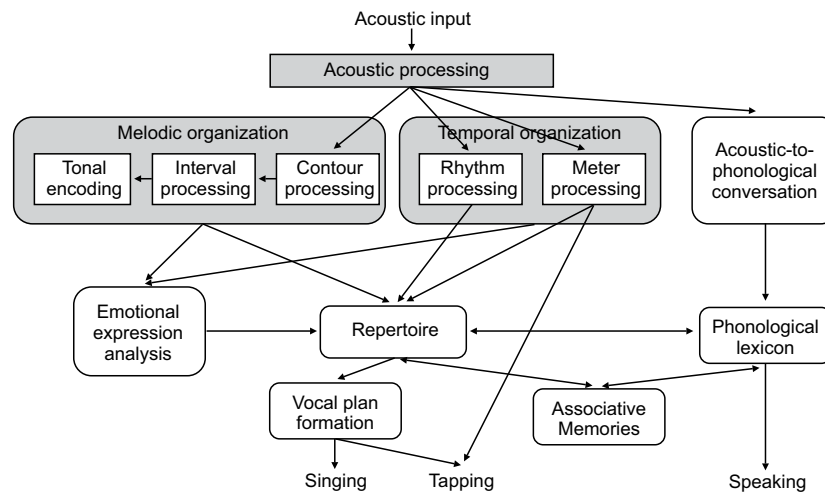 Acoustic input
Acoustic processing
Melodic organization
Temporal organization
Tonal
encoding
Interval
processing
Contour
processing
Rhythm
processing
Meter
processing
Acoustic-to-
phonological
conversation
Emotional
expression
analysis
Repertoire
Phonological
lexicon
Vocal plan
formation
Associative
Memories
Singing
Tapping
Speaking